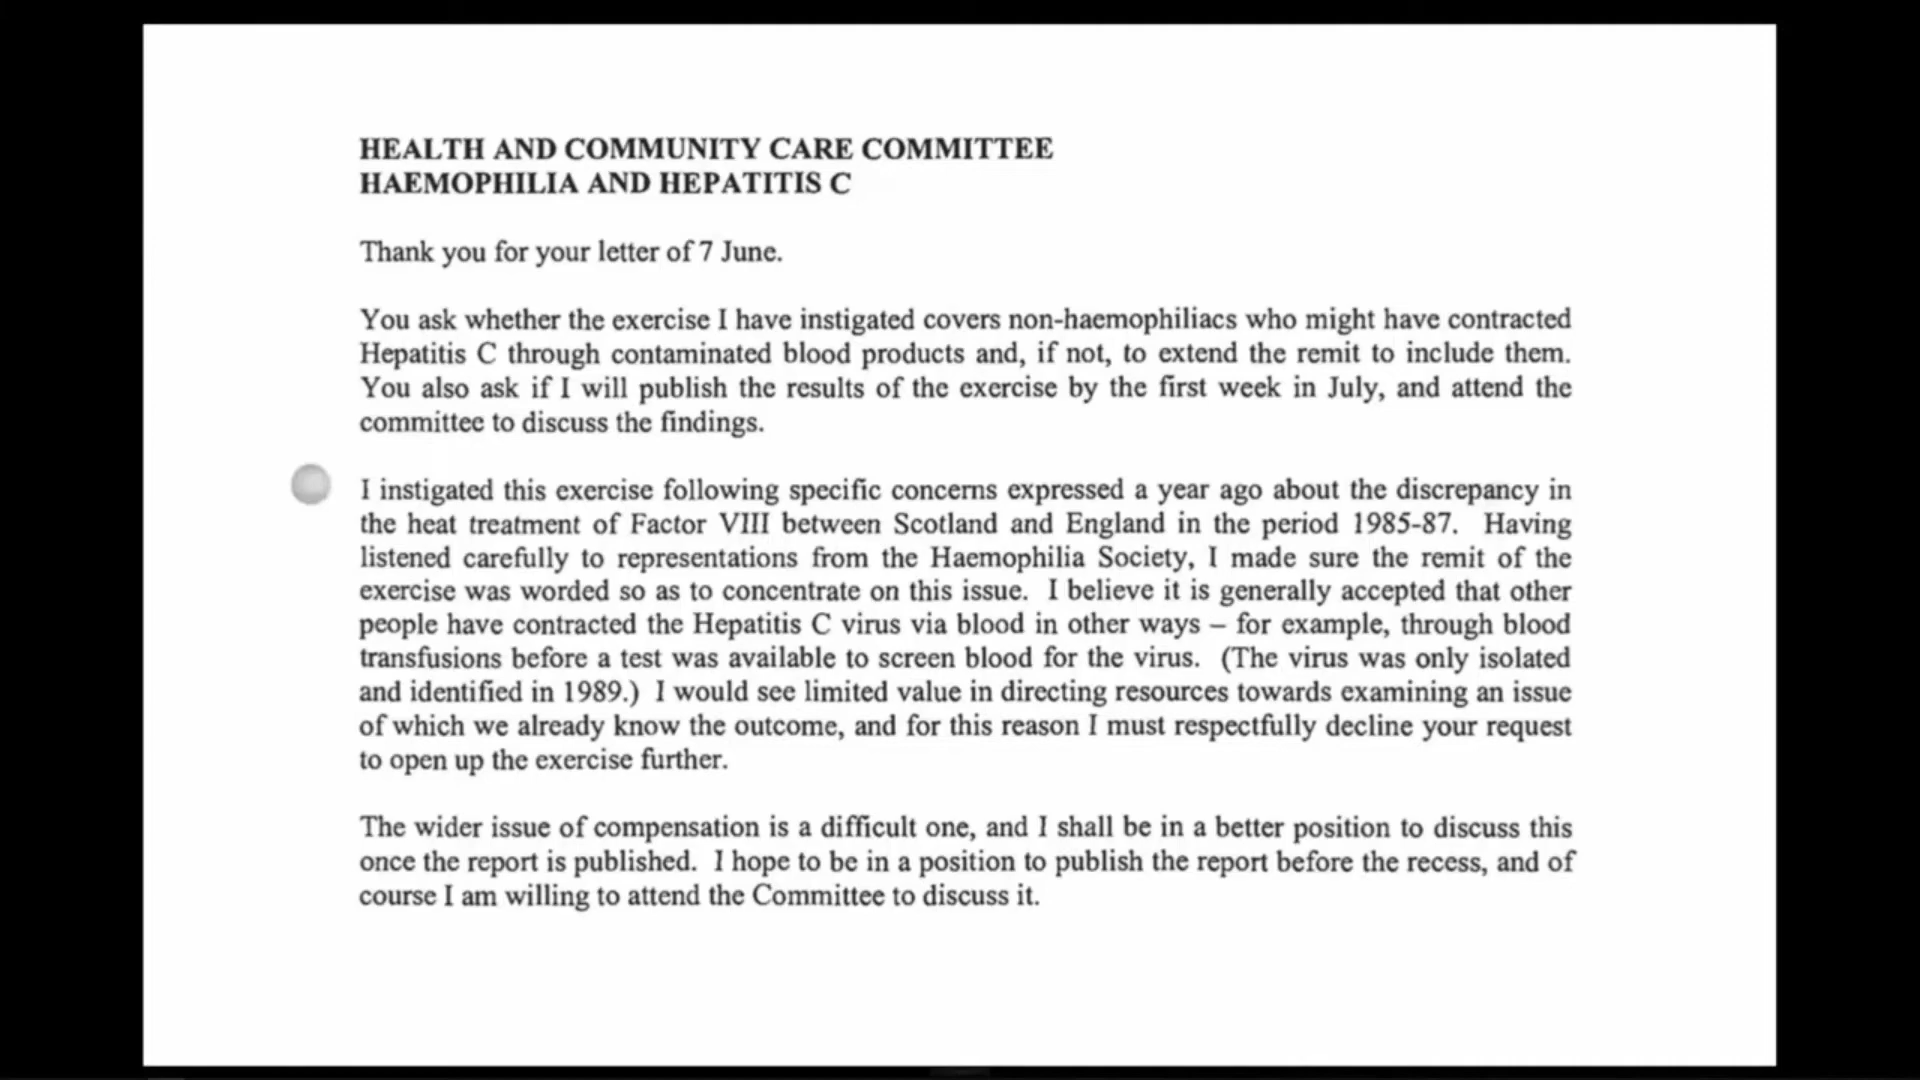 HEALTH AND COMMUNITY CARE COMMITTEE
HAEMOPHILIA AND HEPATITIS C
Thank you for your letter of 7 June.
You ask whether the exercise I have instigated covers non-haemophiliacs who might have contracted
Hepatitis C through contaminated blood products and, if not, to extend the remit to include them.
You also ask if I will publish the results of the exercise by the first week in July, and attend the
committee to discuss the findings.
I instigated this exercise following specific concerns expressed a year ago about the discrepancy in
the heat treatment of Factor VIII between Scotland and England in the period 1985-87. Having
listened carefully to representations from the Haemophilia Society, I made sure the remit of the
exercise was worded so as to concentrate on this issue. I believe it is generally accepted that other
people have contracted the Hepatitis C virus via blood in other ways – for example, through blood
transfusions before a test was available to screen blood for the virus. (The virus was only isolated
and identified in 1989.) I would see limited value in directing resources towards examining an issue
of which we already know the outcome, and for this reason I must respectfully decline your request
to open up the exercise further.
The wider issue of compensation is a difficult one, and I shall be in a better position to discuss this
once the report is published. I hope to be in a position to publish the report before the recess, and of
course I am willing to attend the Committee to discuss it.